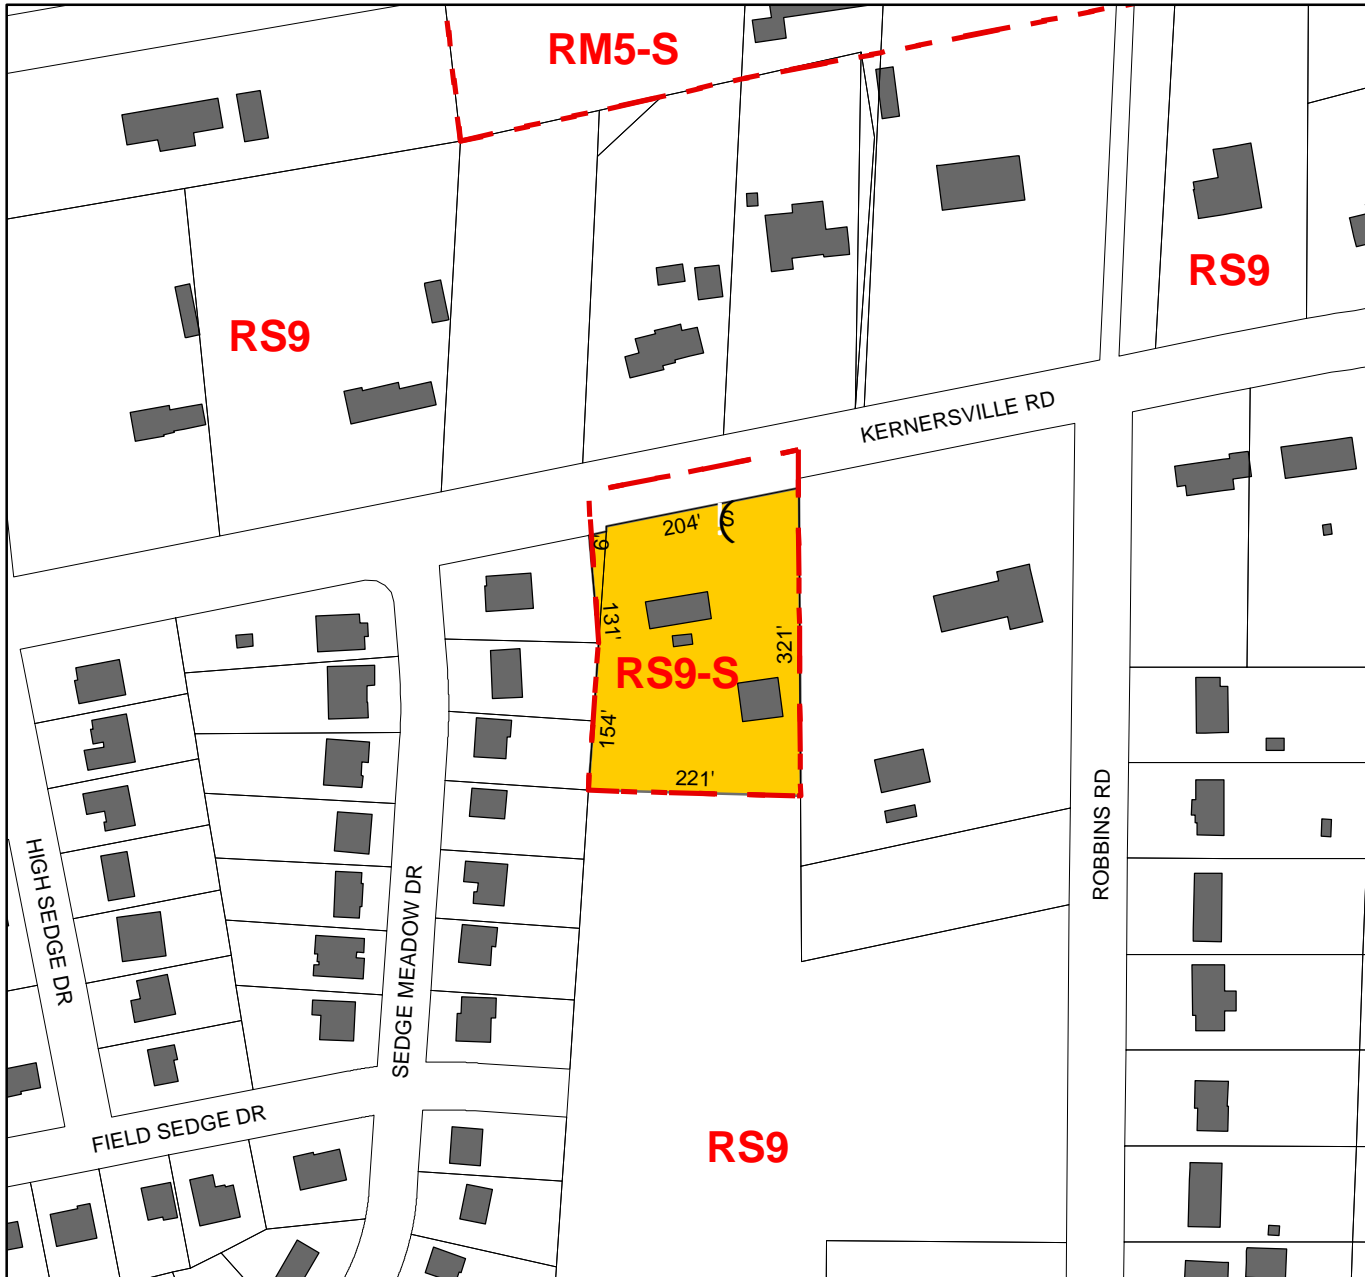 RM5-S
RS9
RS9
KERNERSVILLE RD
204'
S
6'
131'
321'
RS9-S
154'
221'
ROBBINS RD
HIGH SEDGE DR
SEDGE MEADOW DR
FIELD SEDGE DR
RS9